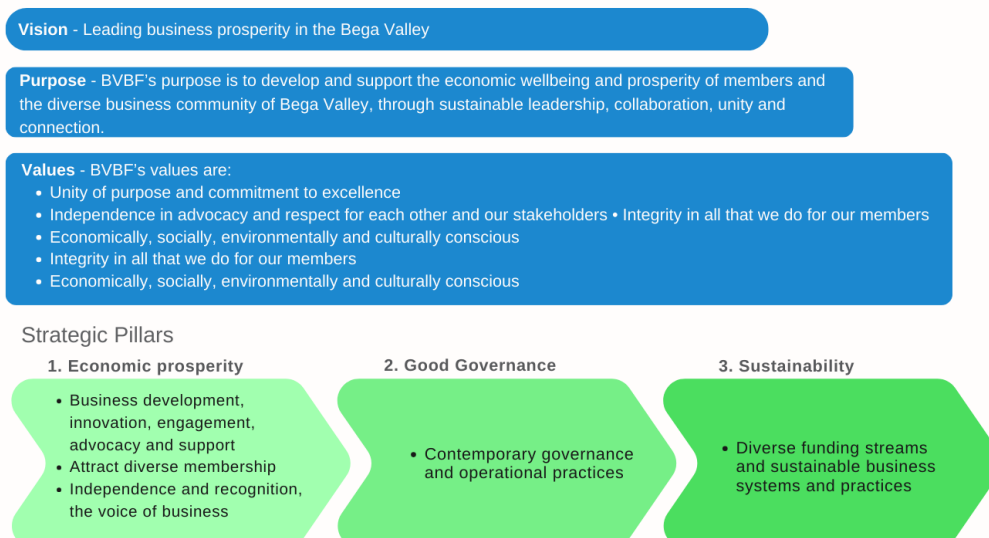 Vision - Leading business prosperity in the Bega Valley
Purpose - BVBF's purpose is to develop and support the economic wellbeing and prosperity of members and
the diverse business community of Bega Valley, through sustainable leadership, collaboration, unity and
connection.
Values - BVBF's values are:
• Unity of purpose and commitment to excellence
• Independence in advocacy and respect for each other and our stakeholders • Integrity in all that we do for our members
• Economically, socially, environmentally and culturally conscious
• Integrity in all that we do for our members
• Economically, socially, environmentally and culturally conscious
Strategic Pillars
1. Economic prosperity
• Business development,
innovation, engagement,
advocacy and support
• Attract diverse membership
• Independence and recognition,
the voice of business
2. Good Governance
• Contemporary governance
and operational practices
3. Sustainability
• Diverse funding streams
and sustainable business
systems and practices